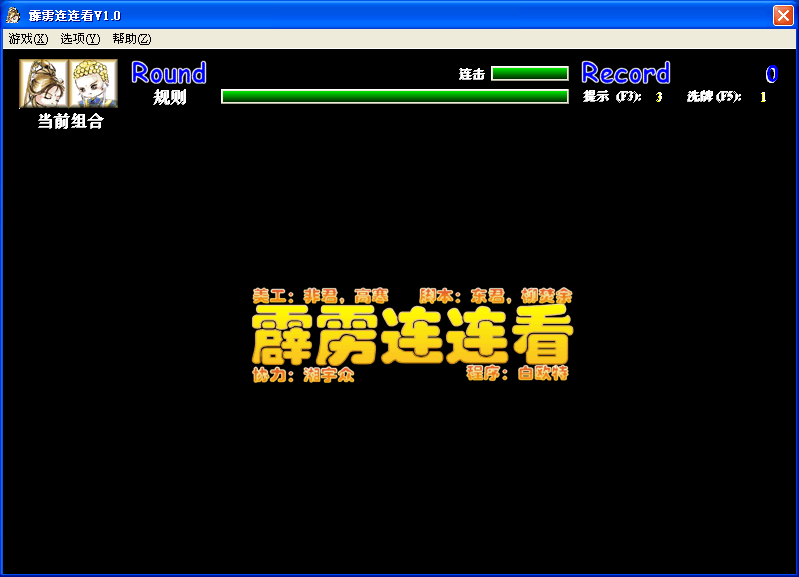 霹雳连连看V1.0
游戏(X) 选项(Y) 帮助(Z)
Round 连击 Record 0
规则 提示 (F3): 3 洗牌 (F5): 1
当前组合
美工：非君，高寒 脚本：东君，柳焚余
霹雳连连看
协力：湘宇众 程序：白欧特